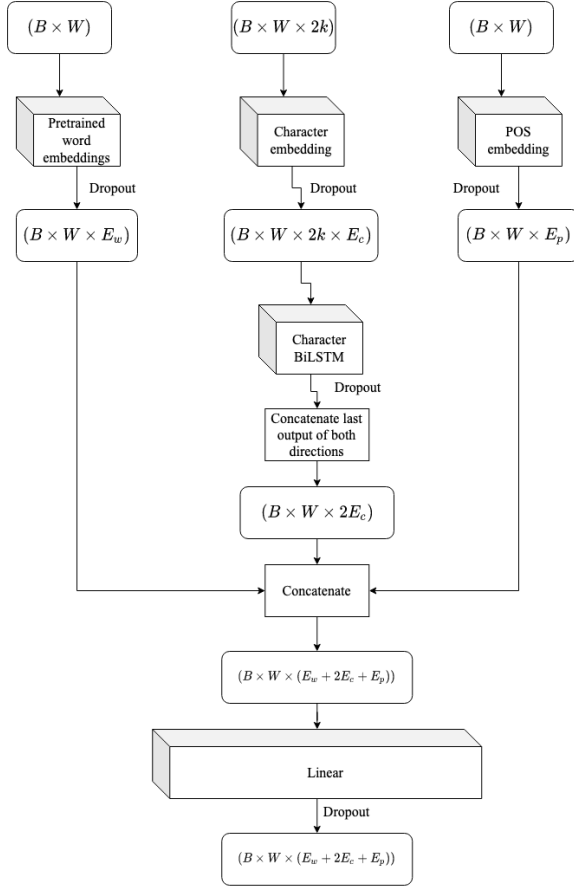 (B × W)
(B × W × 2k)
(B × W)
Pretrained
word
embeddings
Character
embedding
POS
embedding
Dropout
Dropout
Dropout
(B × W × E_w)
(B × W × 2k × E_c)
(B × W × E_p)
Character
BiLSTM
Dropout
Concatenate last
output of both
directions
(B × W × 2E_c)
Concatenate
(B × W × (E_w + 2E_c + E_p))
Linear
Dropout
(B × W × (E_w + 2E_c + E_p))